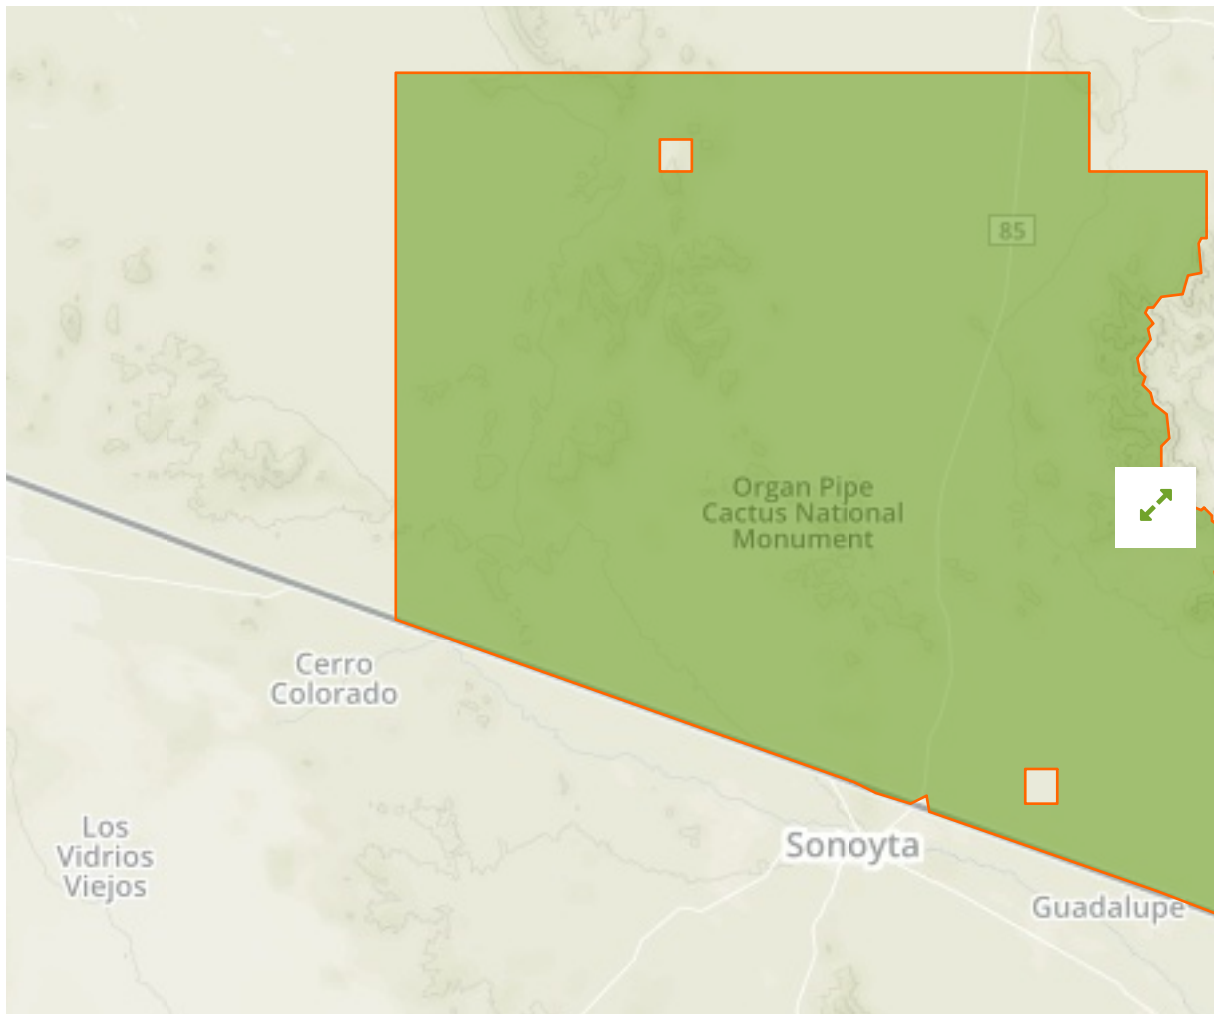 85
Organ Pipe
Cactus National
Monument
Cerro
Colorado
Los
Vidrios
Viejos
Sonoyta
Guadalupe